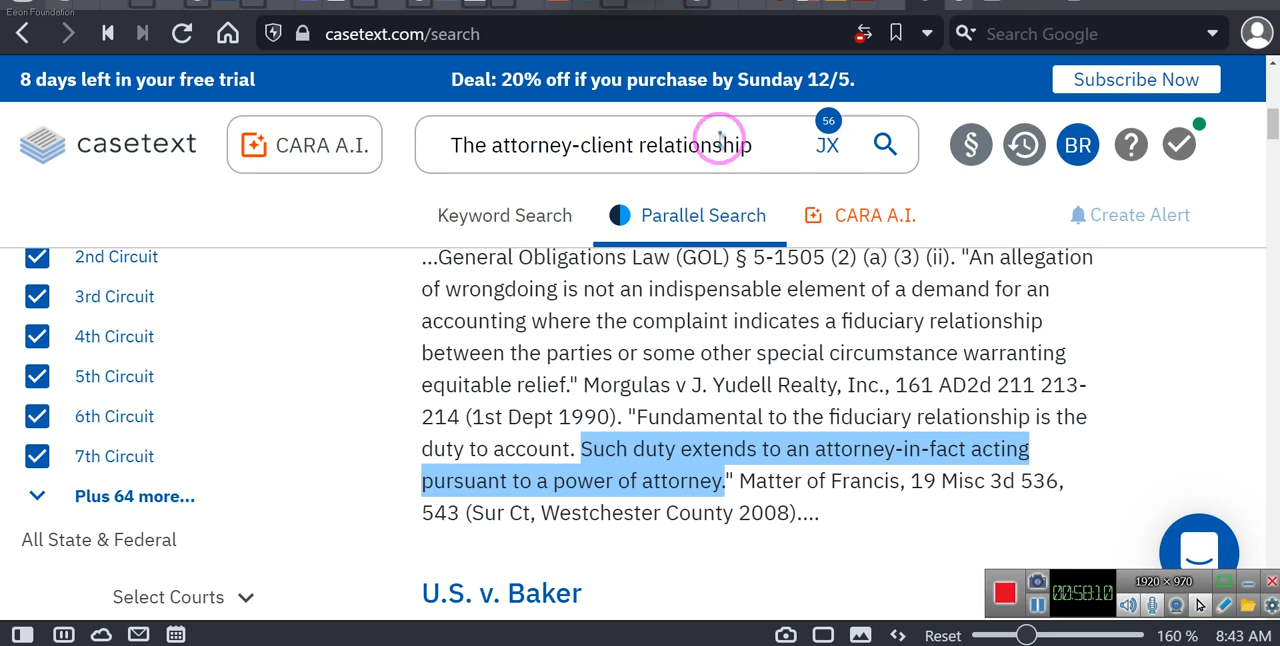 Eeon Foundation
casetext.com/search
Search Google
8 days left in your free trial
Deal: 20% off if you purchase by Sunday 12/5.
Subscribe Now
casetext
CARA A.I.
The attorney-client relationship
56
JX
§
BR
?
Keyword Search
Parallel Search
CARA A.I.
Create Alert
2nd Circuit
3rd Circuit
4th Circuit
5th Circuit
6th Circuit
7th Circuit
Plus 64 more...
All State & Federal
Select Courts
...General Obligations Law (GOL) § 5-1505 (2) (a) (3) (ii). "An allegation
of wrongdoing is not an indispensable element of a demand for an
accounting where the complaint indicates a fiduciary relationship
between the parties or some other special circumstance warranting
equitable relief." Morgulas v J. Yudell Realty, Inc., 161 AD2d 211 213-
214 (1st Dept 1990). "Fundamental to the fiduciary relationship is the
duty to account. Such duty extends to an attorney-in-fact acting
pursuant to a power of attorney." Matter of Francis, 19 Misc 3d 536,
543 (Sur Ct, Westchester County 2008)....
U.S. v. Baker
00:58:10
1920 × 970
Reset
160 %
8:43 AM